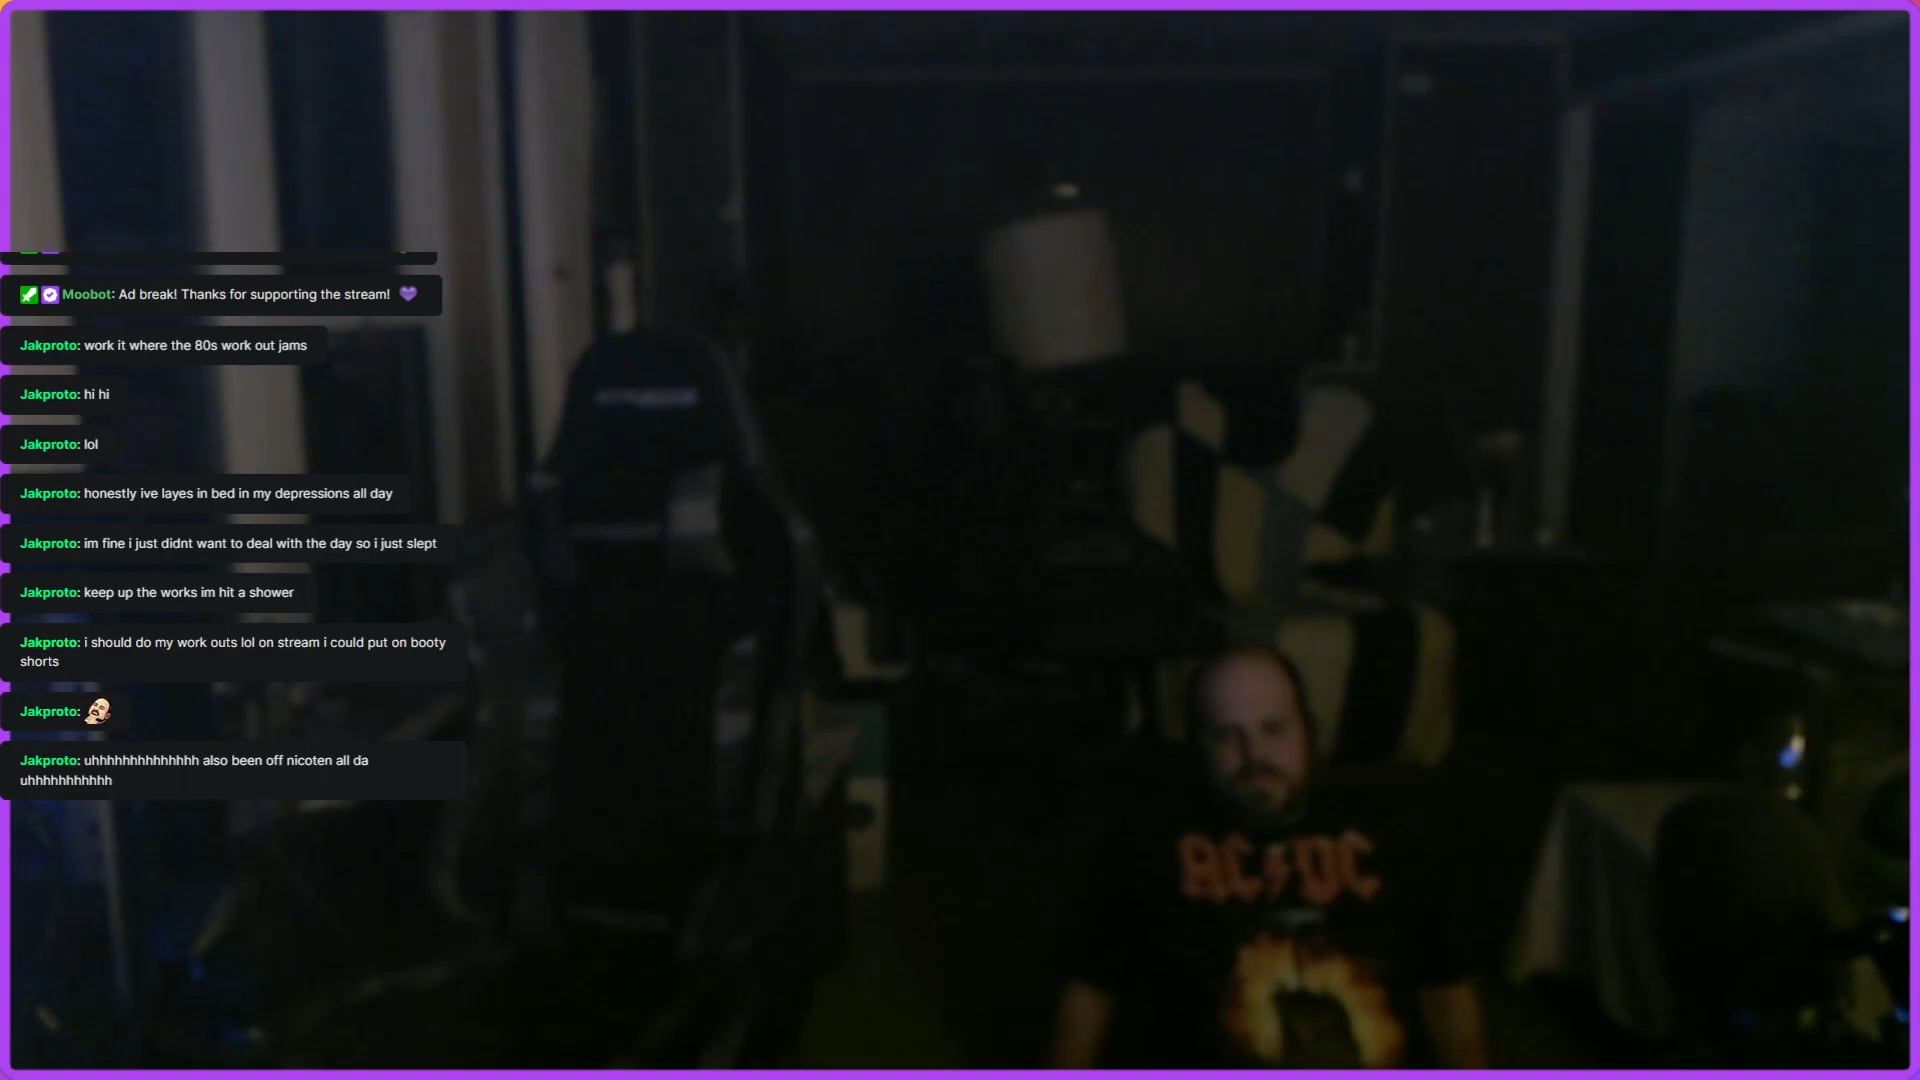 Moobot: Ad break! Thanks for supporting the stream! 💜
Jakproto: work it where the 80s work out jams
Jakproto: hi hi
Jakproto: lol
Jakproto: honestly ive layes in bed in my depressions all day
Jakproto: im fine i just didnt want to deal with the day so i just slept
Jakproto: keep up the works im hit a shower
Jakproto: i should do my work outs lol on stream i could put on booty
shorts
Jakproto:
Jakproto: uhhhhhhhhhhhhhh also been off nicoten all da
uhhhhhhhhhhh
AC⚡DC